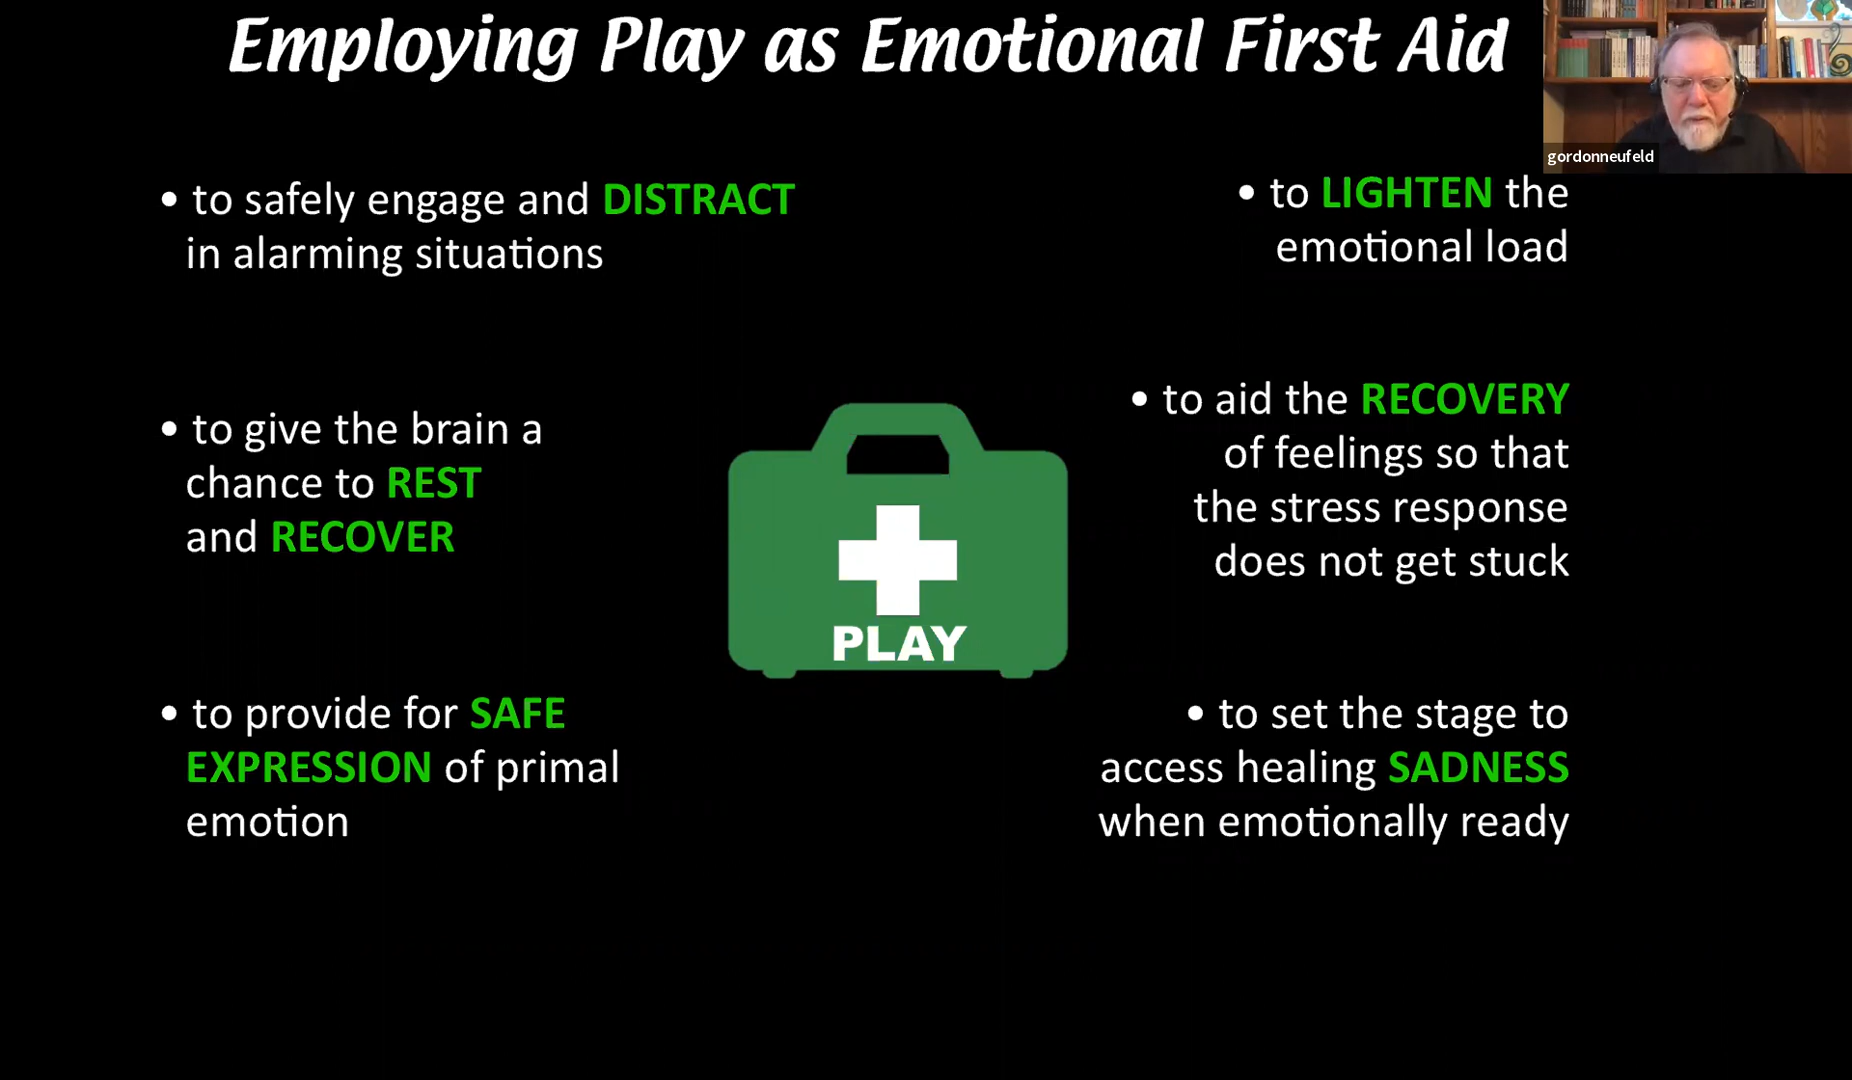 Employing Play as Emotional First Aid
gordonneufeld
• to safely engage and DISTRACT
in alarming situations
• to give the brain a
chance to REST
and RECOVER
• to provide for SAFE
EXPRESSION of primal
emotion
PLAY
• to LIGHTEN the
emotional load
• to aid the RECOVERY
of feelings so that
the stress response
does not get stuck
• to set the stage to
access healing SADNESS
when emotionally ready